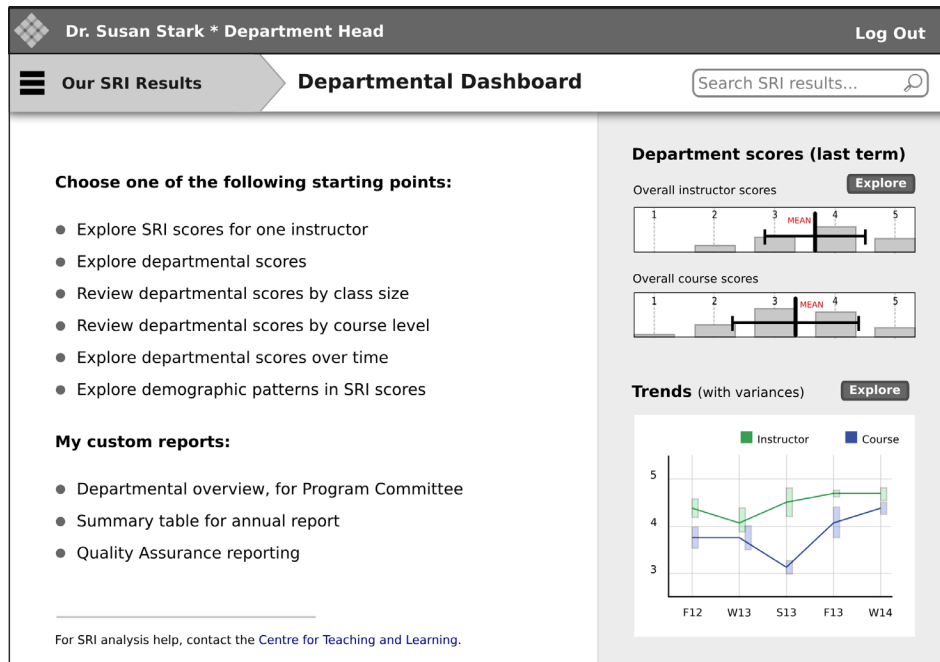 Dr. Susan Stark * Department Head
Log Out
Our SRI Results
Departmental Dashboard
Search SRI results...
Choose one of the following starting points:
Explore SRI scores for one instructor
Explore departmental scores
Review departmental scores by class size
Review departmental scores by course level
Explore departmental scores over time
Explore demographic patterns in SRI scores
My custom reports:
Departmental overview, for Program Committee
Summary table for annual report
Quality Assurance reporting
For SRI analysis help, contact the Centre for Teaching and Learning.
Department scores (last term)
Overall instructor scores
Explore
1 2 3 4 5
MEAN
Overall course scores
1 2 3 4 5
MEAN
Trends (with variances)
Explore
Instructor Course
5
4
3
F12 W13 S13 F13 W14